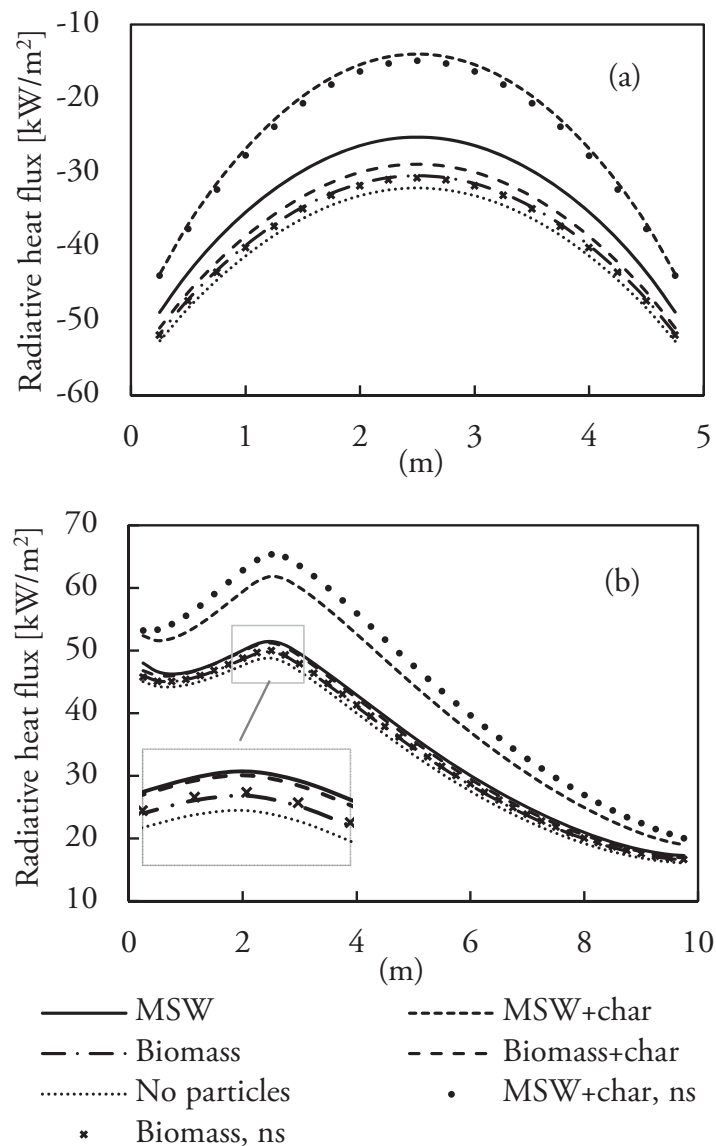 -10
-20
-30
-40
-50
-60
Radiative heat flux [kW/m²]
(a)
0 1 2 3 4 5
(m)
70
60
50
40
30
20
10
Radiative heat flux [kW/m²]
(b)
0 2 4 6 8 10
(m)
MSW MSW+char
Biomass Biomass+char
No particles MSW+char, ns
Biomass, ns